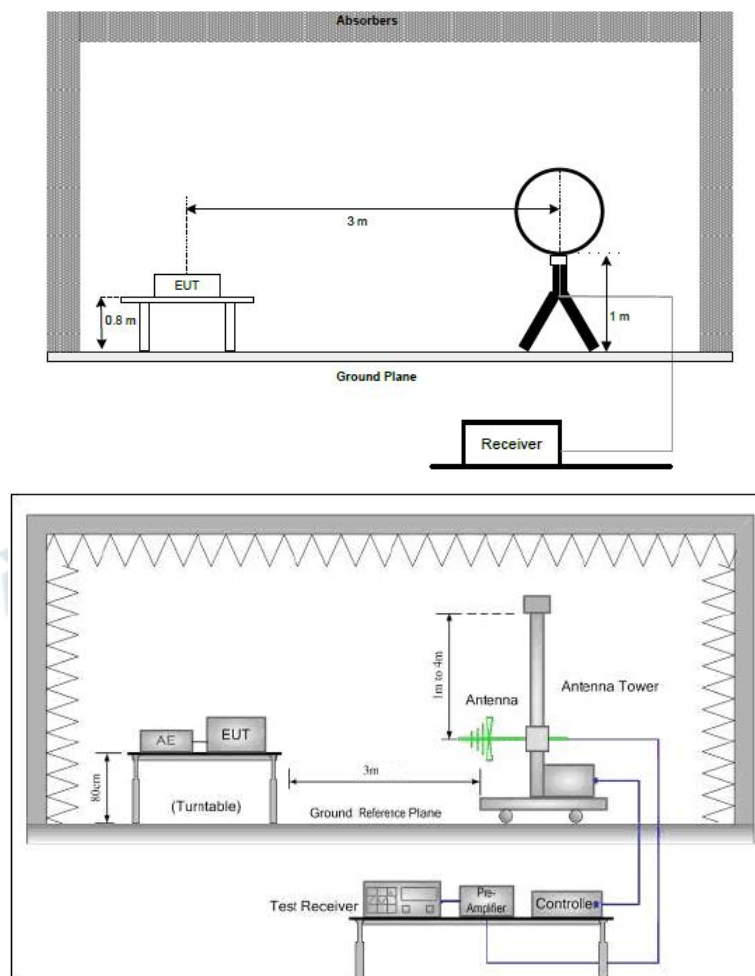 Absorbers
3 m
EUT
0.8 m
1 m
Ground Plane
Receiver
1m to 4m
Antenna
Antenna Tower
AE
EUT
80cm
(Turntable)
3m
Ground Reference Plane
Test Receiver
Pre-
Amplifier
Controller